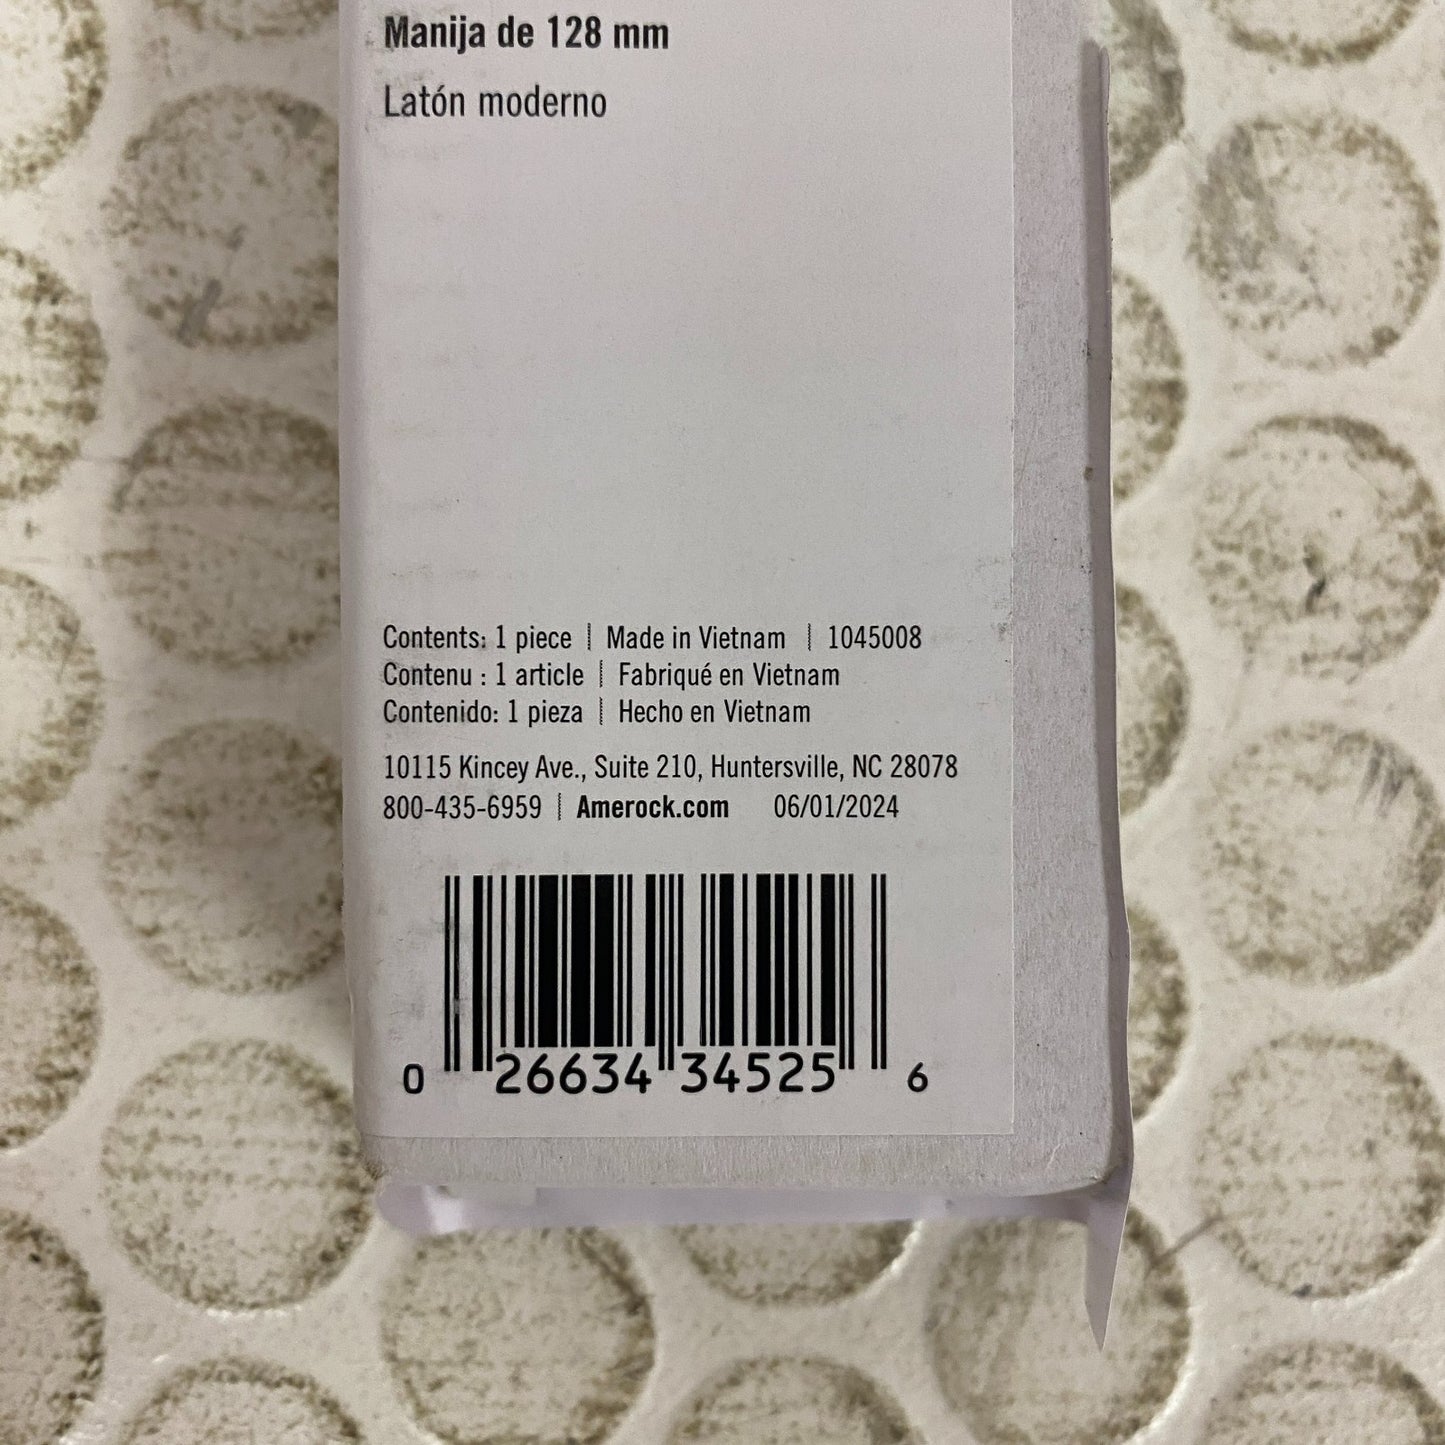 Manija de 128 mm
Latón moderno
Contents: 1 piece | Made in Vietnam | 1045008
Contenu : 1 article | Fabriqué en Vietnam
Contenido: 1 pieza | Hecho en Vietnam
10115 Kincey Ave., Suite 210, Huntersville, NC 28078
800-435-6959 | Amerock.com 06/01/2024
0 26634 34525 6